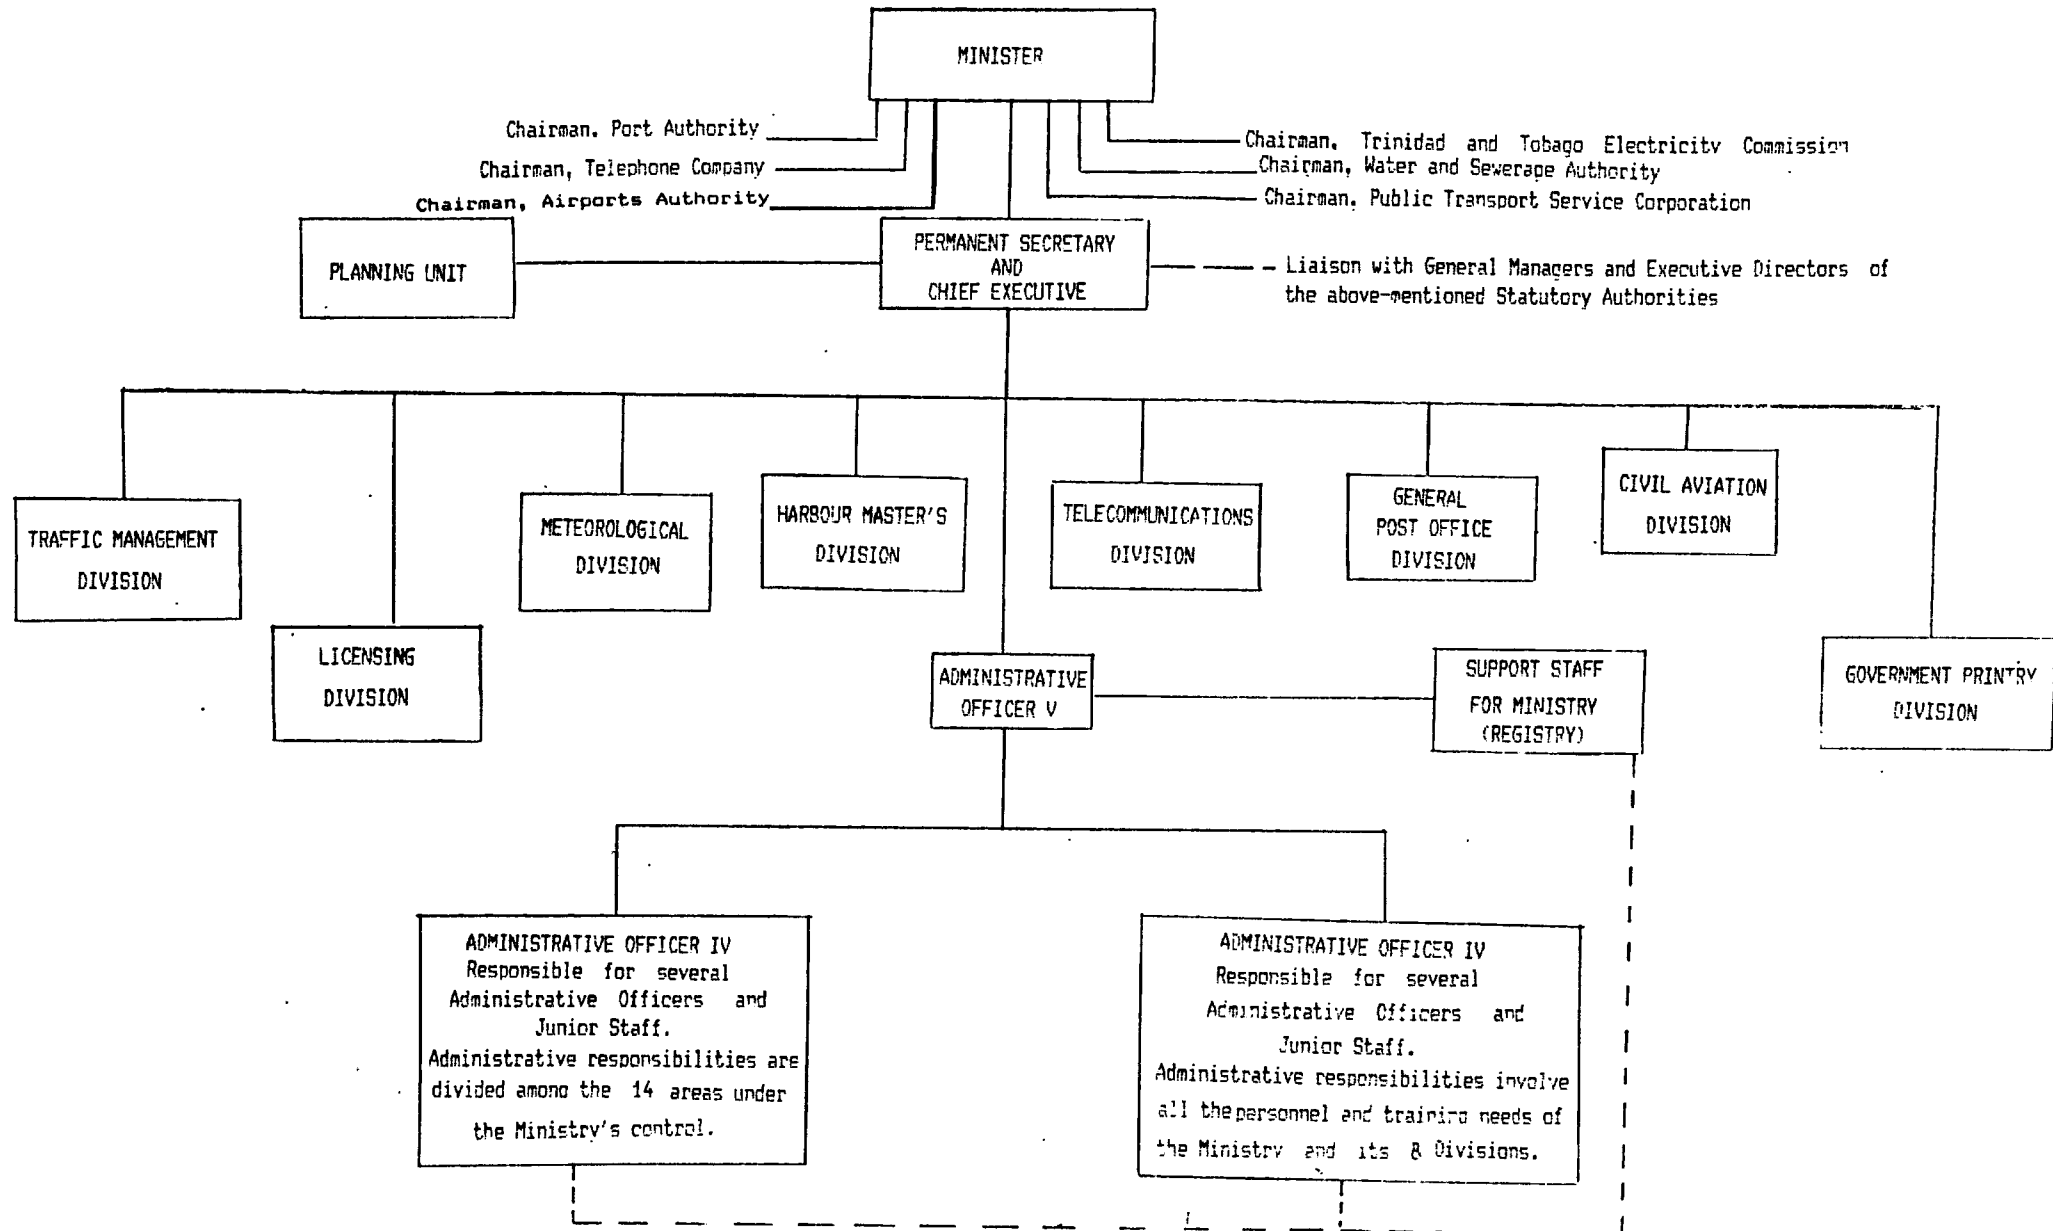 MINISTER
Chairman. Port Authority
Chairman, Telephone Company
Chairman, Airports Authority
Chairman. Trinidad and Tobago Electricity Commission
Chairman, Water and Sewerage Authority
Chairman. Public Transport Service Corporation
PLANNING UNIT
PERMANENT SECRETARY
AND
CHIEF EXECUTIVE
Liaison with General Managers and Executive Directors of
the above-mentioned Statutory Authorities
TRAFFIC MANAGEMENT
DIVISION
LICENSING
DIVISION
METEOROLOGICAL
DIVISION
HARBOUR MASTER'S
DIVISION
TELECOMMUNICATIONS
DIVISION
GENERAL
POST OFFICE
DIVISION
CIVIL AVIATION
DIVISION
GOVERNMENT PRINTRY
DIVISION
ADMINISTRATIVE
OFFICER V
SUPPORT STAFF
FOR MINISTRY
(REGISTRY)
ADMINISTRATIVE OFFICER IV
Responsible for several
Administrative Officers and
Junior Staff.
Administrative responsibilities are
divided among the 14 areas under
the Ministry's control.
ADMINISTRATIVE OFFICER IV
Responsible for several
Administrative Officers and
Junior Staff.
Administrative responsibilities involve
all the personnel and training needs of
the Ministry and its 8 Divisions.